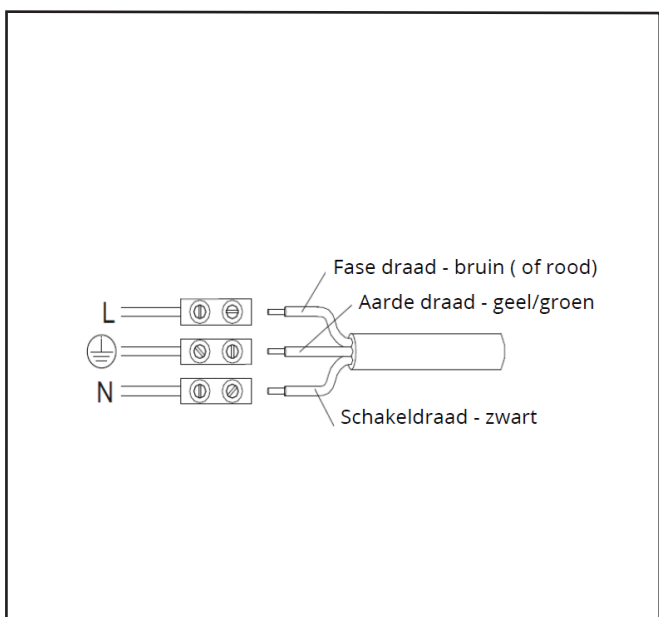 Fase draad - bruin ( of rood)
Aarde draad - geel/groen
L
N
Schakeldraad - zwart